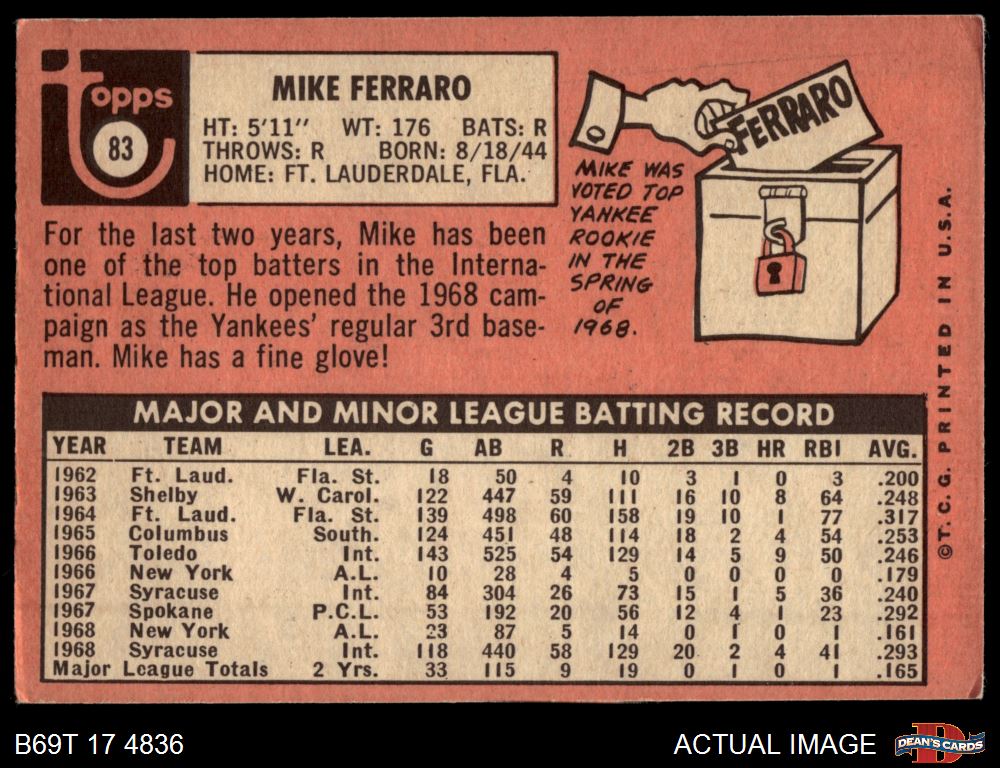 topps
83
MIKE FERRARO
HT: 5'11" WT: 176 BATS: R
THROWS: R BORN: 8/18/44
HOME: FT. LAUDERDALE, FLA.
For the last two years, Mike has been
one of the top batters in the Interna-
tional League. He opened the 1968 cam-
paign as the Yankees' regular 3rd base-
man. Mike has a fine glove!
FERRARO
MIKE WAS
VOTED TOP
YANKEE
ROOKIE
IN THE
SPRING
OF
1968.
MAJOR AND MINOR LEAGUE BATTING RECORD
YEAR TEAM LEA. G AB R H 2B 3B HR RBI AVG.
1962 Ft. Laud. Fla. St. 18 50 4 10 3 1 0 3 .200
1963 Shelby W. Carol. 122 447 59 111 16 10 8 64 .248
1964 Ft. Laud. Fla. St. 139 498 60 158 19 10 1 77 .317
1965 Columbus South. 124 451 48 114 18 2 4 54 .253
1966 Toledo Int. 143 525 54 129 14 5 9 50 .246
1966 New York A.L. 10 28 4 5 0 0 0 0 .179
1967 Syracuse Int. 84 304 26 73 15 1 5 36 .240
1967 Spokane P.C.L. 53 192 20 56 12 4 1 23 .292
1968 New York A.L. 23 87 5 14 0 1 0 1 .161
1968 Syracuse Int. 118 440 58 129 20 2 4 41 .293
Major League Totals 2 Yrs. 33 115 9 19 0 1 0 1 .165
©T. C. G. PRINTED IN U.S.A.
B69T 17 4836
ACTUAL IMAGE
D
DEAN'S CARDS